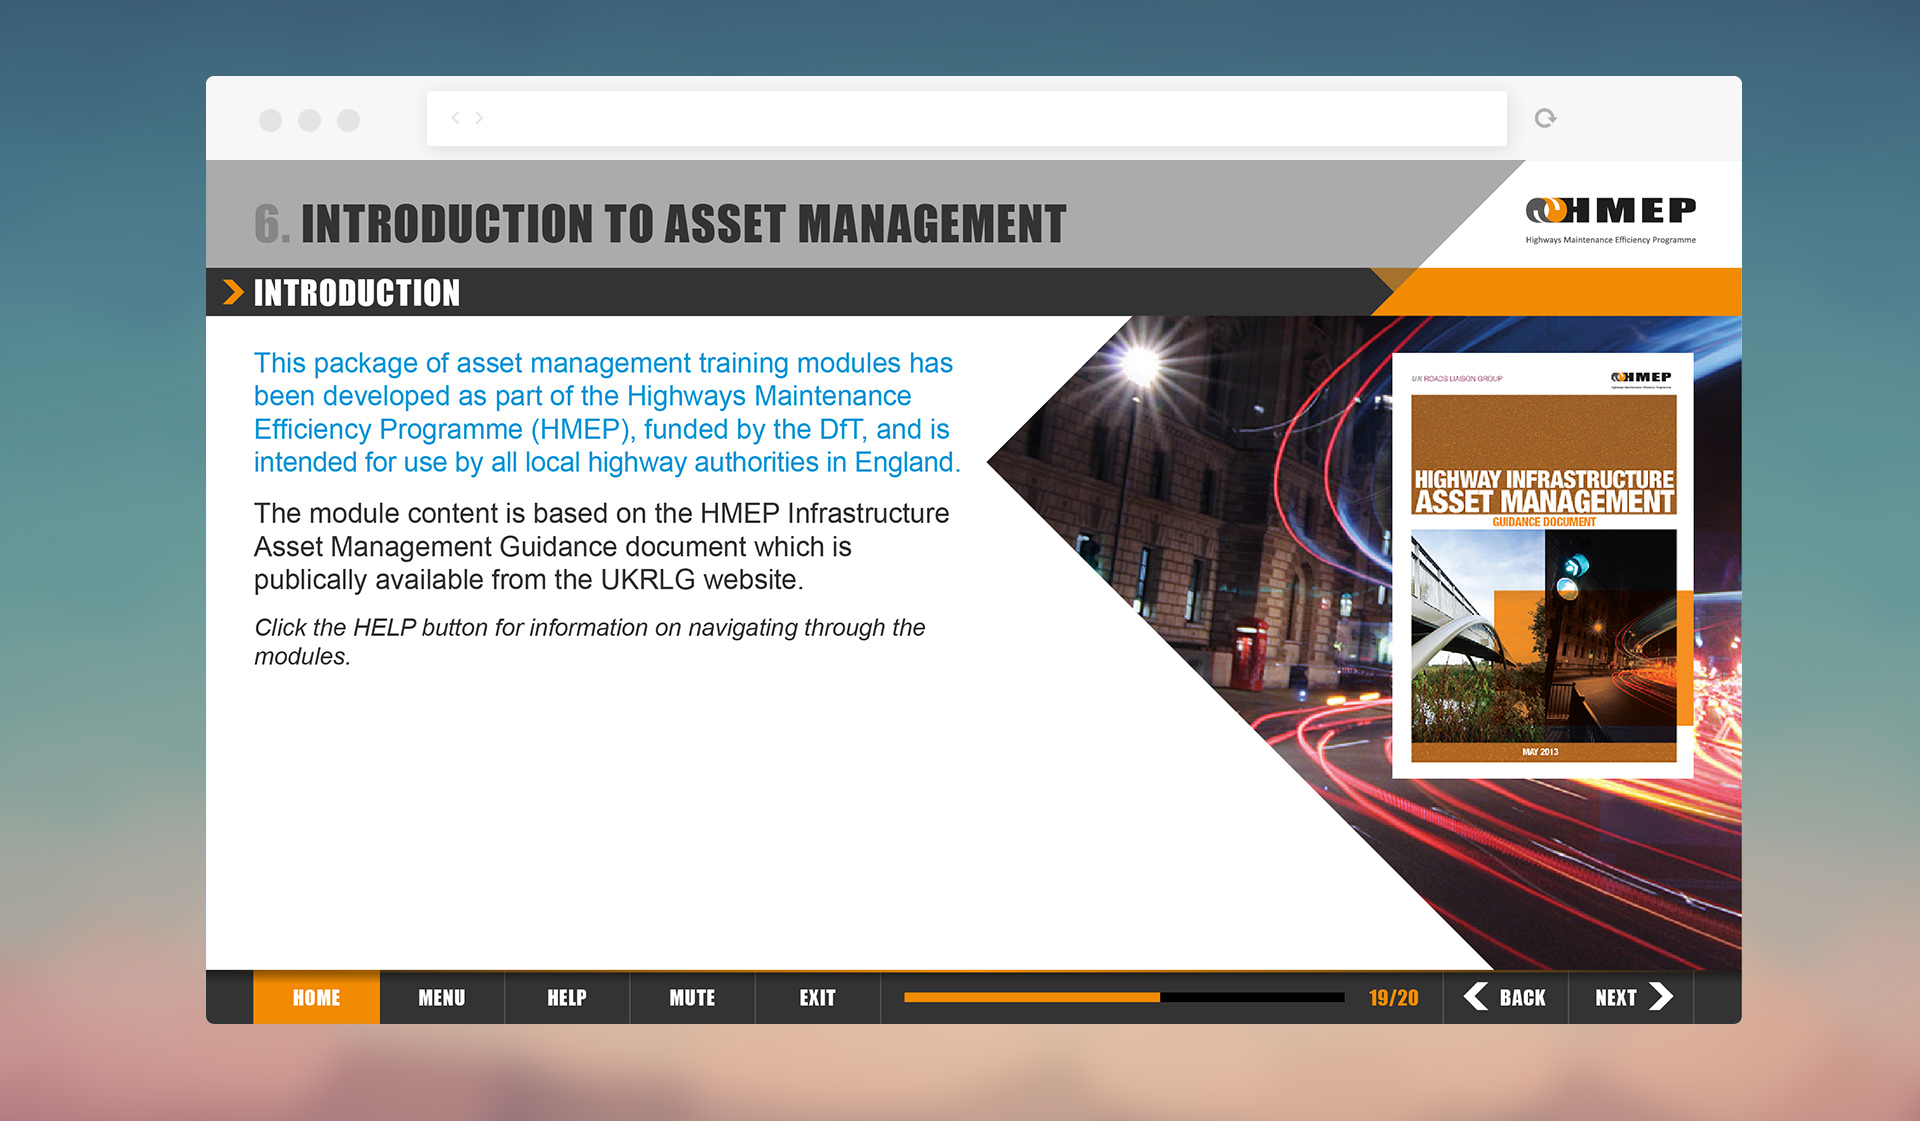 6. INTRODUCTION TO ASSET MANAGEMENT
HMEP
Highways Maintenance Efficiency Programme
INTRODUCTION
This package of asset management training modules has
been developed as part of the Highways Maintenance
Efficiency Programme (HMEP), funded by the DfT, and is
intended for use by all local highway authorities in England.
The module content is based on the HMEP Infrastructure
Asset Management Guidance document which is
publically available from the UKRLG website.
Click the HELP button for information on navigating through the
modules.
UK ROADS LIAISON GROUP
HMEP
HIGHWAY INFRASTRUCTURE
ASSET MANAGEMENT
GUIDANCE DOCUMENT
MAY 2013
HOME
MENU
HELP
MUTE
EXIT
19/20
BACK
NEXT